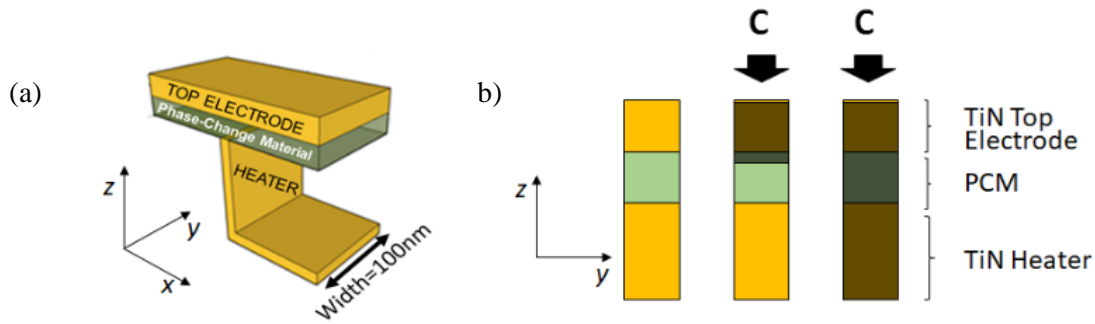 (a)
TOP ELECTRODE
Phase-Change Material
HEATER
z
y
x
Width=100nm
b)
C
C
TiN Top
Electrode
PCM
TiN Heater
z
y